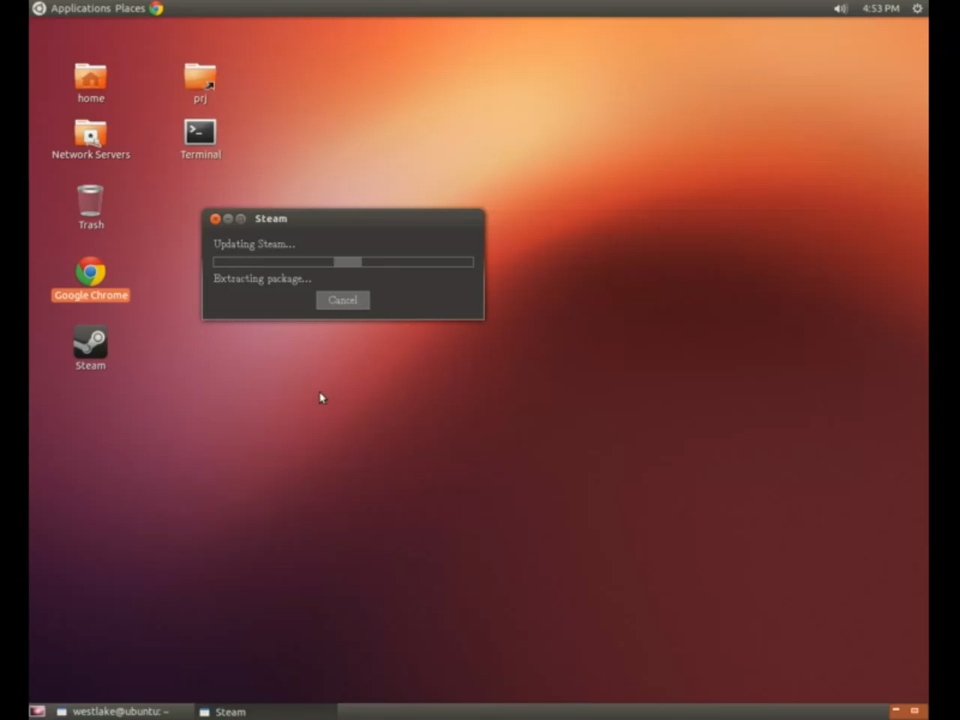 Applications Places
4:53 PM
home
prj
Network Servers
Terminal
Trash
Google Chrome
Steam
Steam
Updating Steam...
Extracting package...
Cancel
westlake@ubuntu: ~
Steam